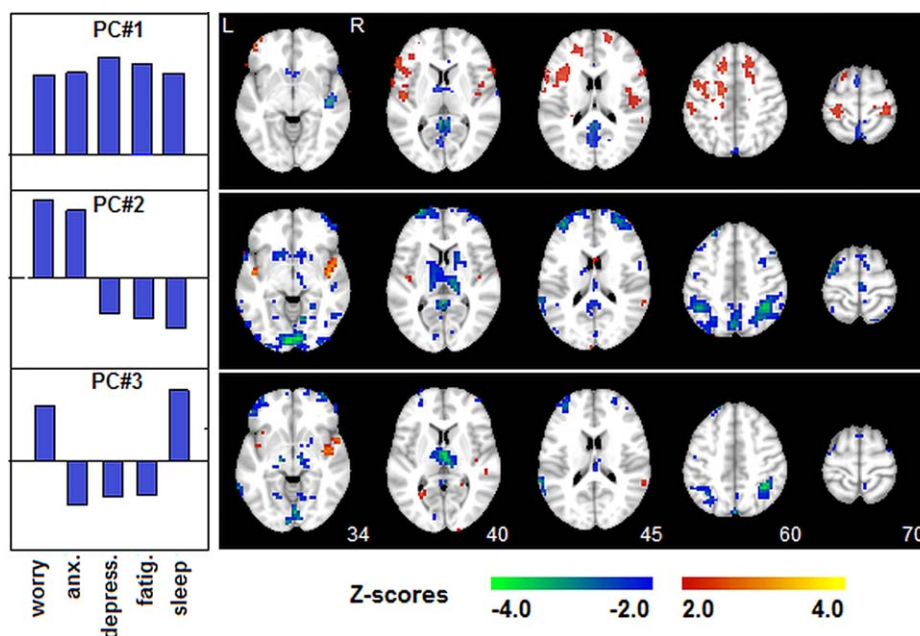 PC#1
L R
PC#2
PC#3
34 40 45 60 70
worry anx. depress. fatig. sleep
Z-scores
-4.0 -2.0 2.0 4.0